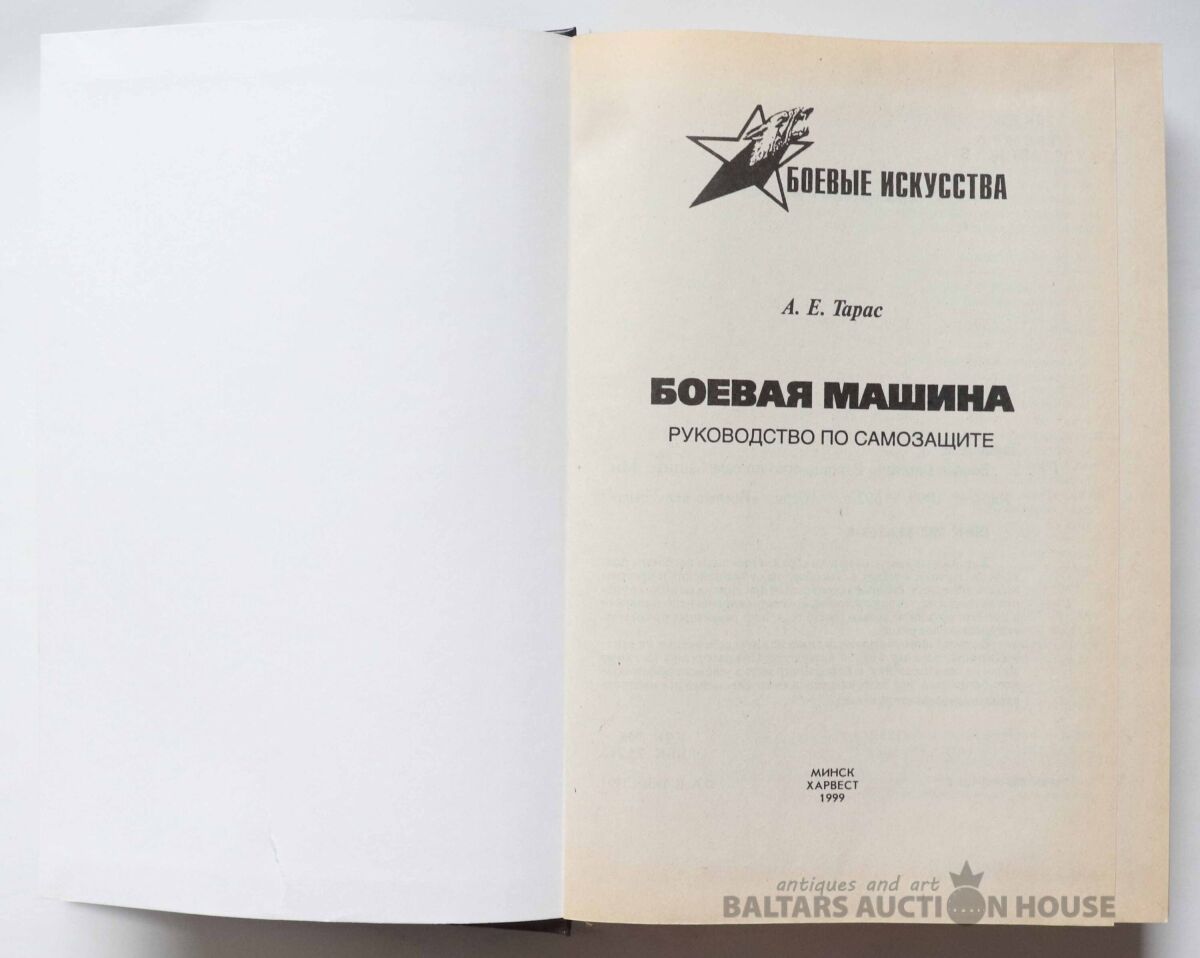 БОЕВЫЕ ИСКУССТВА
А. Е. Тарас
БОЕВАЯ МАШИНА
РУКОВОДСТВО ПО САМОЗАЩИТЕ
МИНСК
ХАРВЕСТ
1999
antiques and art
BALTARS AUCTION HOUSE